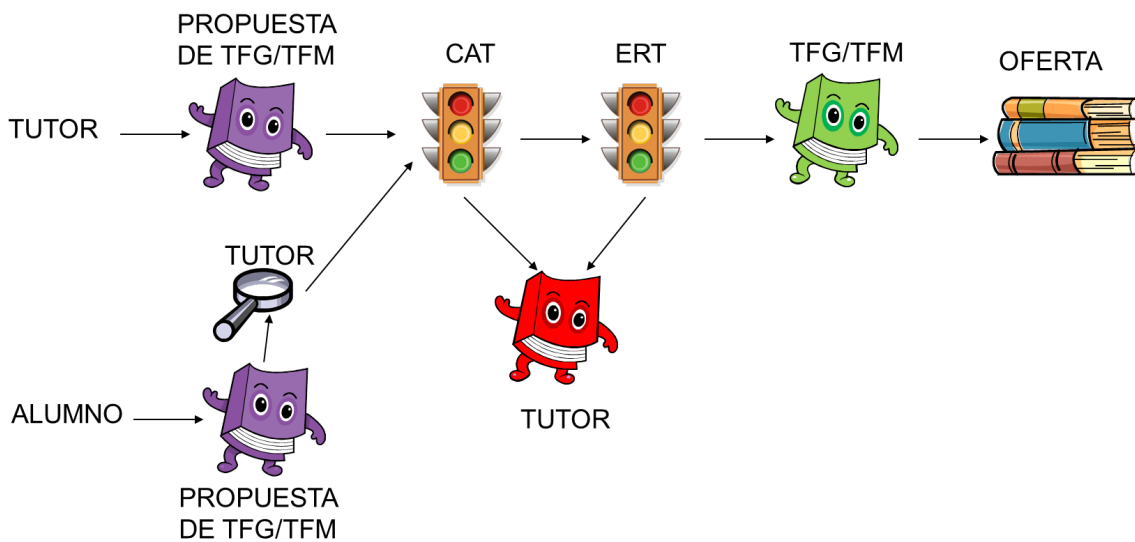 PROPUESTA
DE TFG/TFM
CAT
ERT
TFG/TFM
OFERTA
TUTOR
TUTOR
ALUMNO
TUTOR
PROPUESTA
DE TFG/TFM